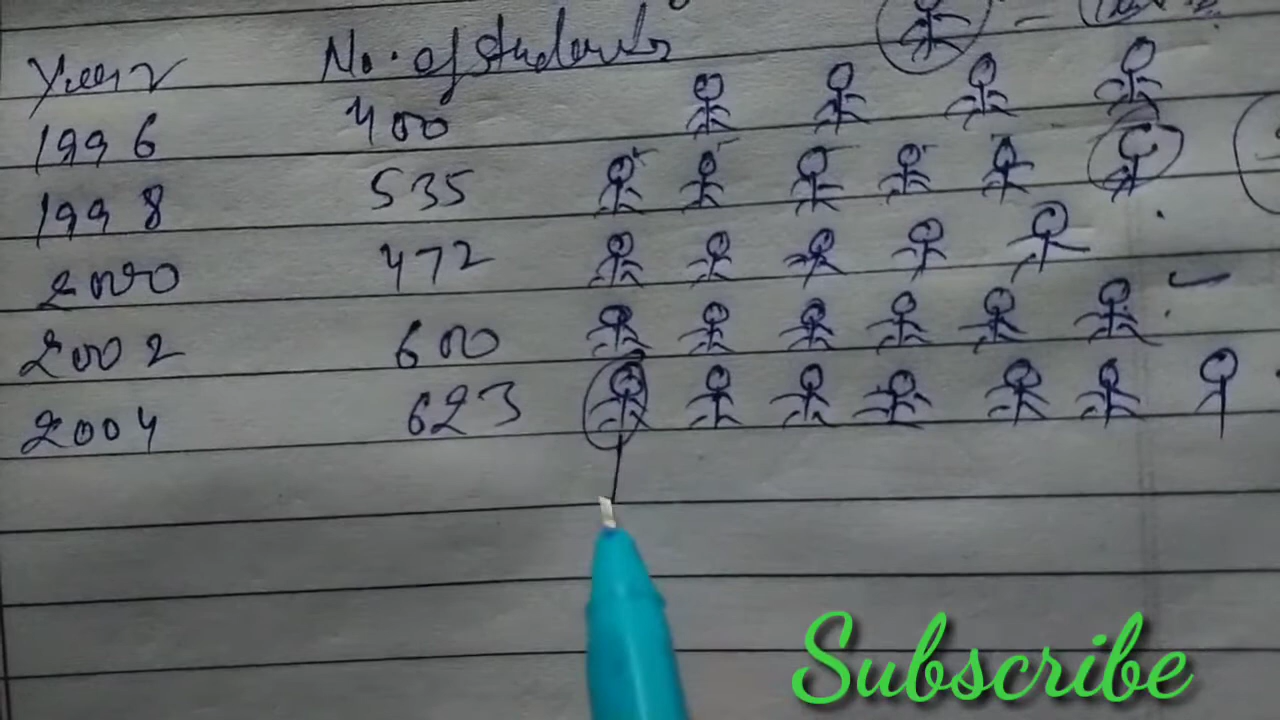 Year No. of students
1996 400
1998 535
2000 472
2002 600
2004 623
Subscribe